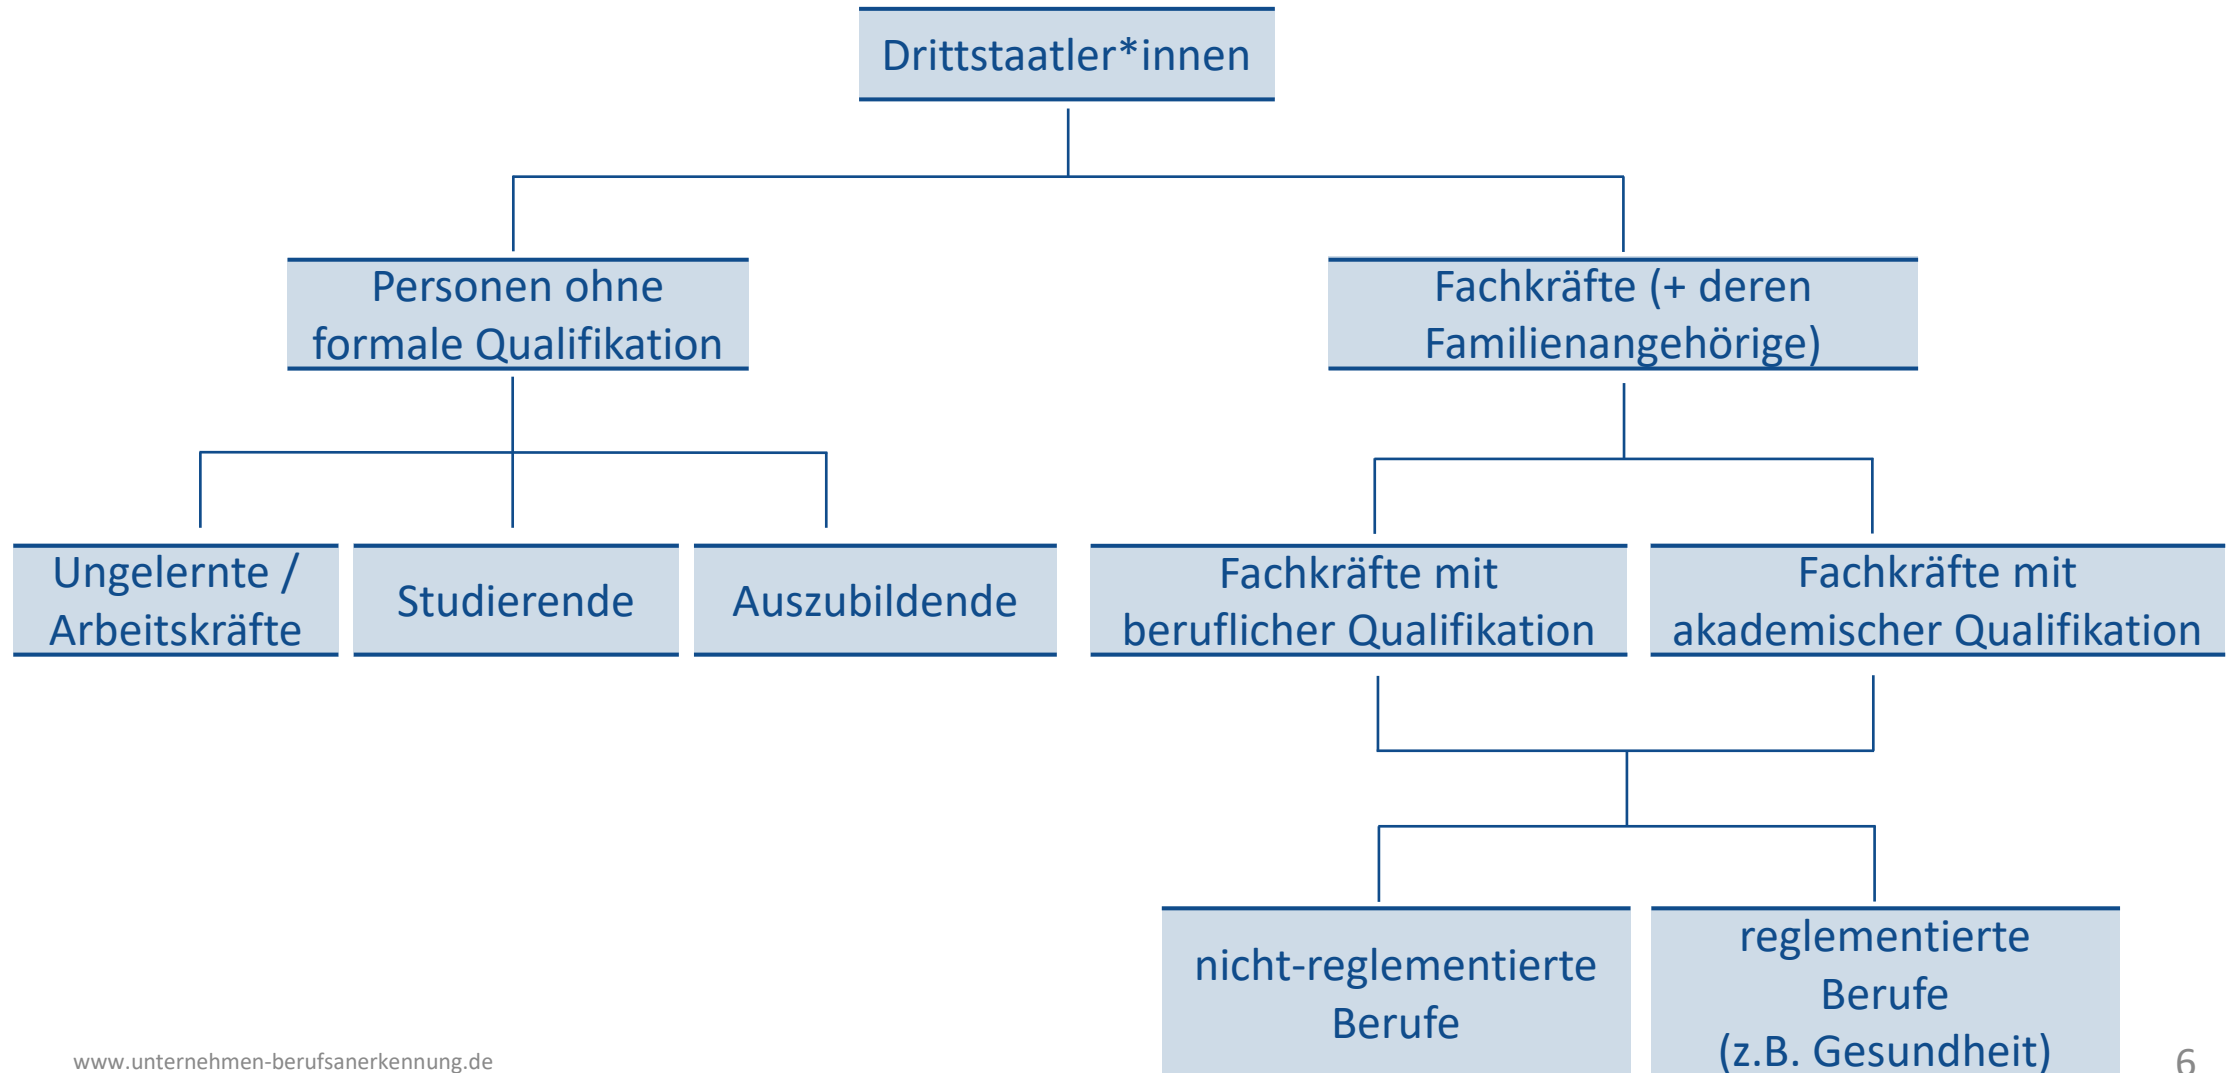 Drittstaatler*innen
Personen ohne
formale Qualifikation
Fachkräfte (+ deren
Familienangehörige)
Ungelernte /
Arbeitskräfte
Studierende
Auszubildende
Fachkräfte mit
beruflicher Qualifikation
Fachkräfte mit
akademischer Qualifikation
nicht-reglementierte
Berufe
reglementierte
Berufe
(z.B. Gesundheit)
www.unternehmen-berufsanerkennung.de
6